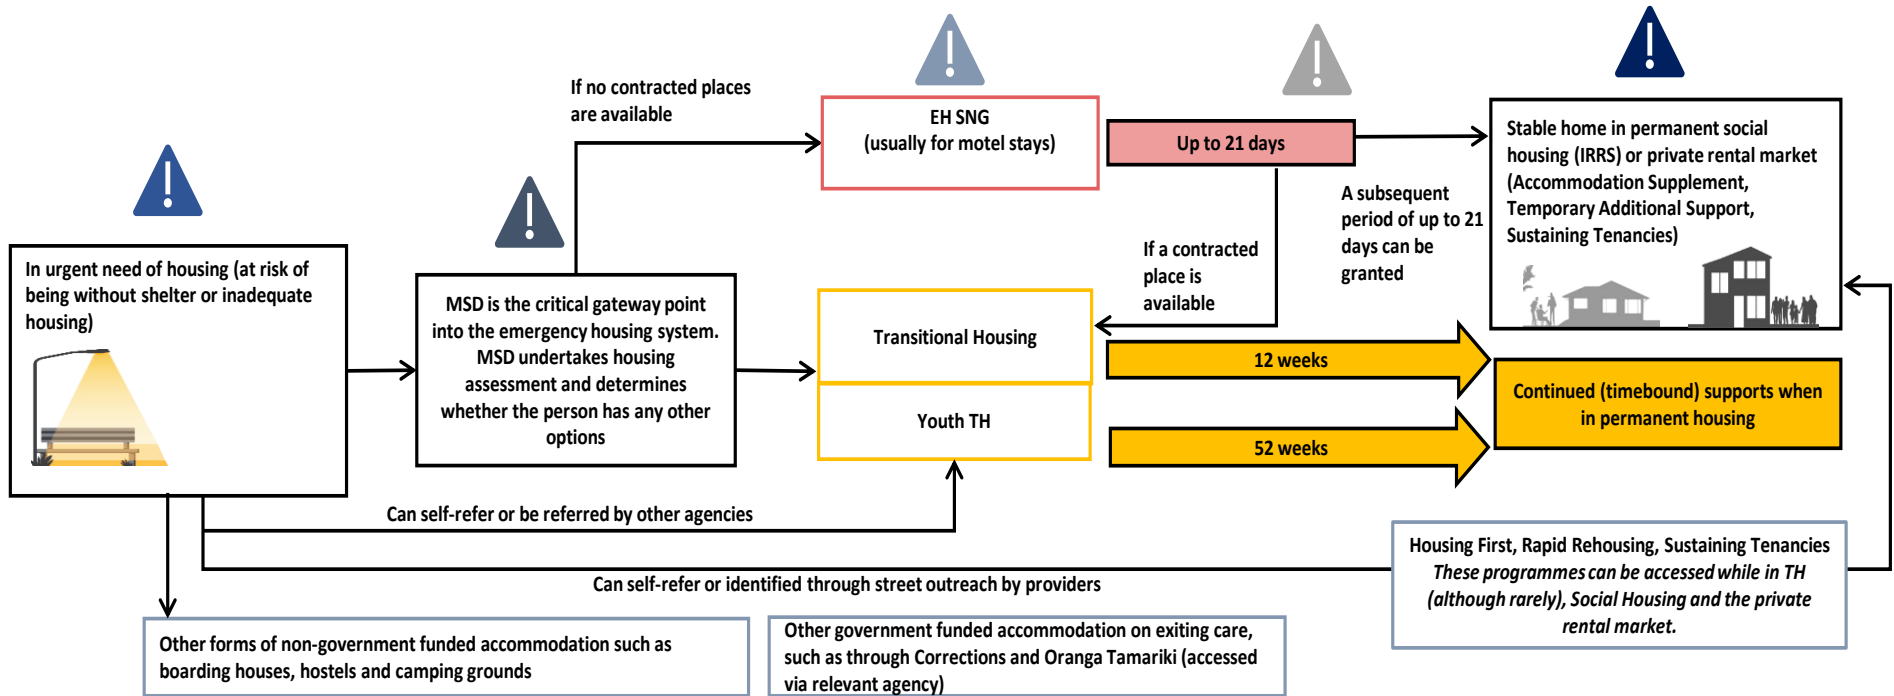 If no contracted places
are available
EH SNG
(usually for motel stays)
Up to 21 days
Stable home in permanent social
housing (IRRS) or private rental market
(Accommodation Supplement,
Temporary Additional Support,
Sustaining Tenancies)
A subsequent
period of up to 21
days can be
granted
If a contracted
place is
available
In urgent need of housing (at risk of
being without shelter or inadequate
housing)
MSD is the critical gateway point
into the emergency housing system.
MSD undertakes housing
assessment and determines
whether the person has any other
options
Transitional Housing
Youth TH
12 weeks
52 weeks
Continued (timebound) supports when
in permanent housing
Can self-refer or be referred by other agencies
Can self-refer or identified through street outreach by providers
Housing First, Rapid Rehousing, Sustaining Tenancies
These programmes can be accessed while in TH
(although rarely), Social Housing and the private
rental market.
Other forms of non-government funded accommodation such as
boarding houses, hostels and camping grounds
Other government funded accommodation on exiting care,
such as through Corrections and Oranga Tamariki (accessed
via relevant agency)